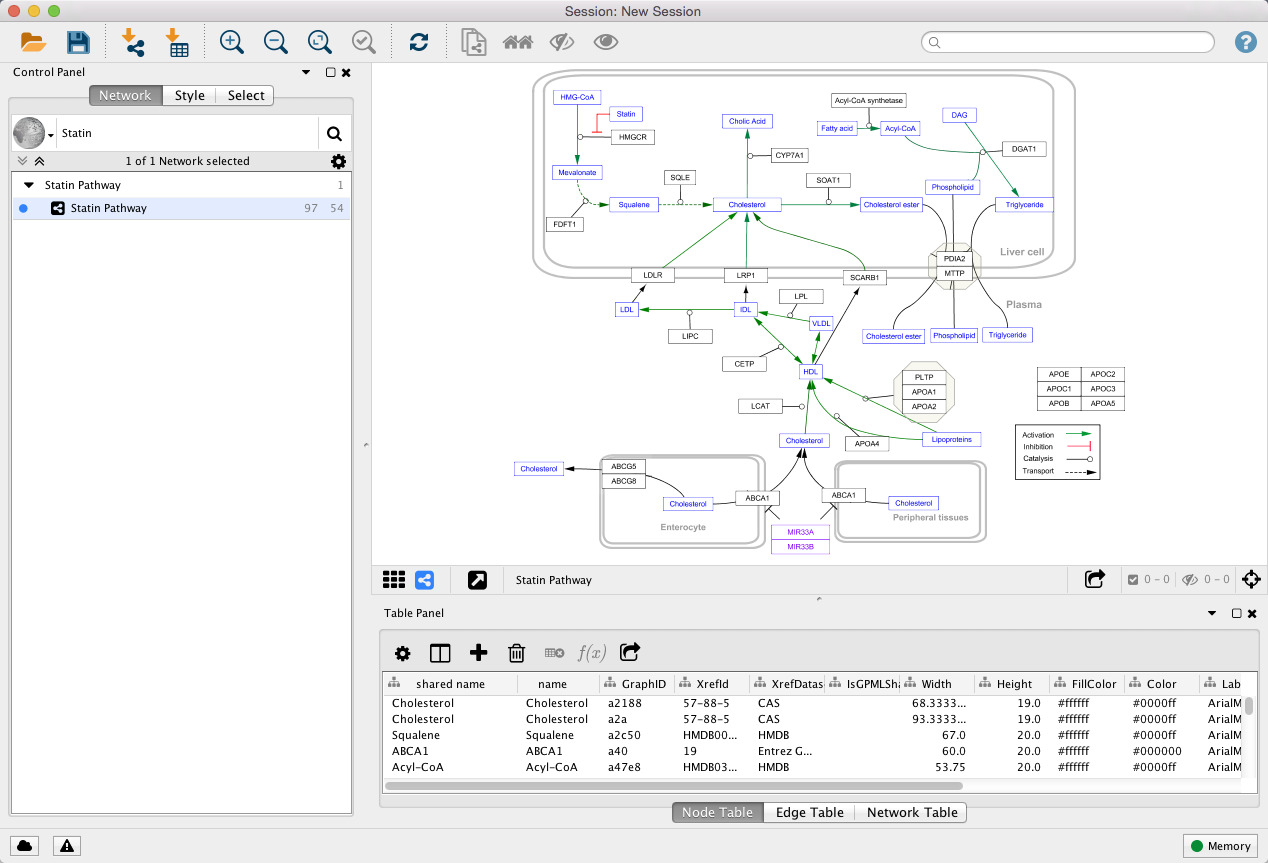 Session: New Session
Control Panel
Network Style Select
Statin
1 of 1 Network selected
Statin Pathway 1
Statin Pathway 97 54
HMG-CoA
Statin
HMGCR
Mevalonate
FDFT1
Squalene
SQLE
Cholic Acid
CYP7A1
Cholesterol
Acyl-CoA synthetase
Fatty acid
Acyl-CoA
DAG
DGAT1
SOAT1
Cholesterol ester
Phospholipid
Triglyceride
Liver cell
PDIA2
MTTP
LDLR
LRP1
SCARB1
Plasma
LDL
IDL
LPL
VLDL
LIPC
CETP
HDL
Cholesterol ester
Phospholipid
Triglyceride
PLTP
APOA1
APOA2
APOE APOC2
APOC1 APOC3
APOB APOA5
LCAT
Cholesterol
APOA4
Lipoproteins
Activation
Inhibition
Catalysis
Transport
Cholesterol
ABCG5
ABCG8
Cholesterol
ABCA1
Enterocyte
ABCA1
Cholesterol
Peripheral tissues
MIR33A
MIR33B
Statin Pathway
0 - 0 0 - 0
Table Panel
f(x)
shared name name GraphID XrefId XrefDatas IsGPMLSha Width Height FillColor Color Lab
Cholesterol Cholesterol a2188 57-88-5 CAS 68.3333... 19.0 #ffffff #0000ff ArialM
Cholesterol Cholesterol a2a 57-88-5 CAS 93.3333... 19.0 #ffffff #0000ff ArialM
Squalene Squalene a2c50 HMDB00... HMDB 67.0 20.0 #ffffff #0000ff ArialM
ABCA1 ABCA1 a40 19 Entrez G... 60.0 20.0 #ffffff #000000 ArialM
Acyl-CoA Acyl-CoA a47e8 HMDB03... HMDB 53.75 20.0 #ffffff #0000ff ArialM
Node Table Edge Table Network Table
Memory